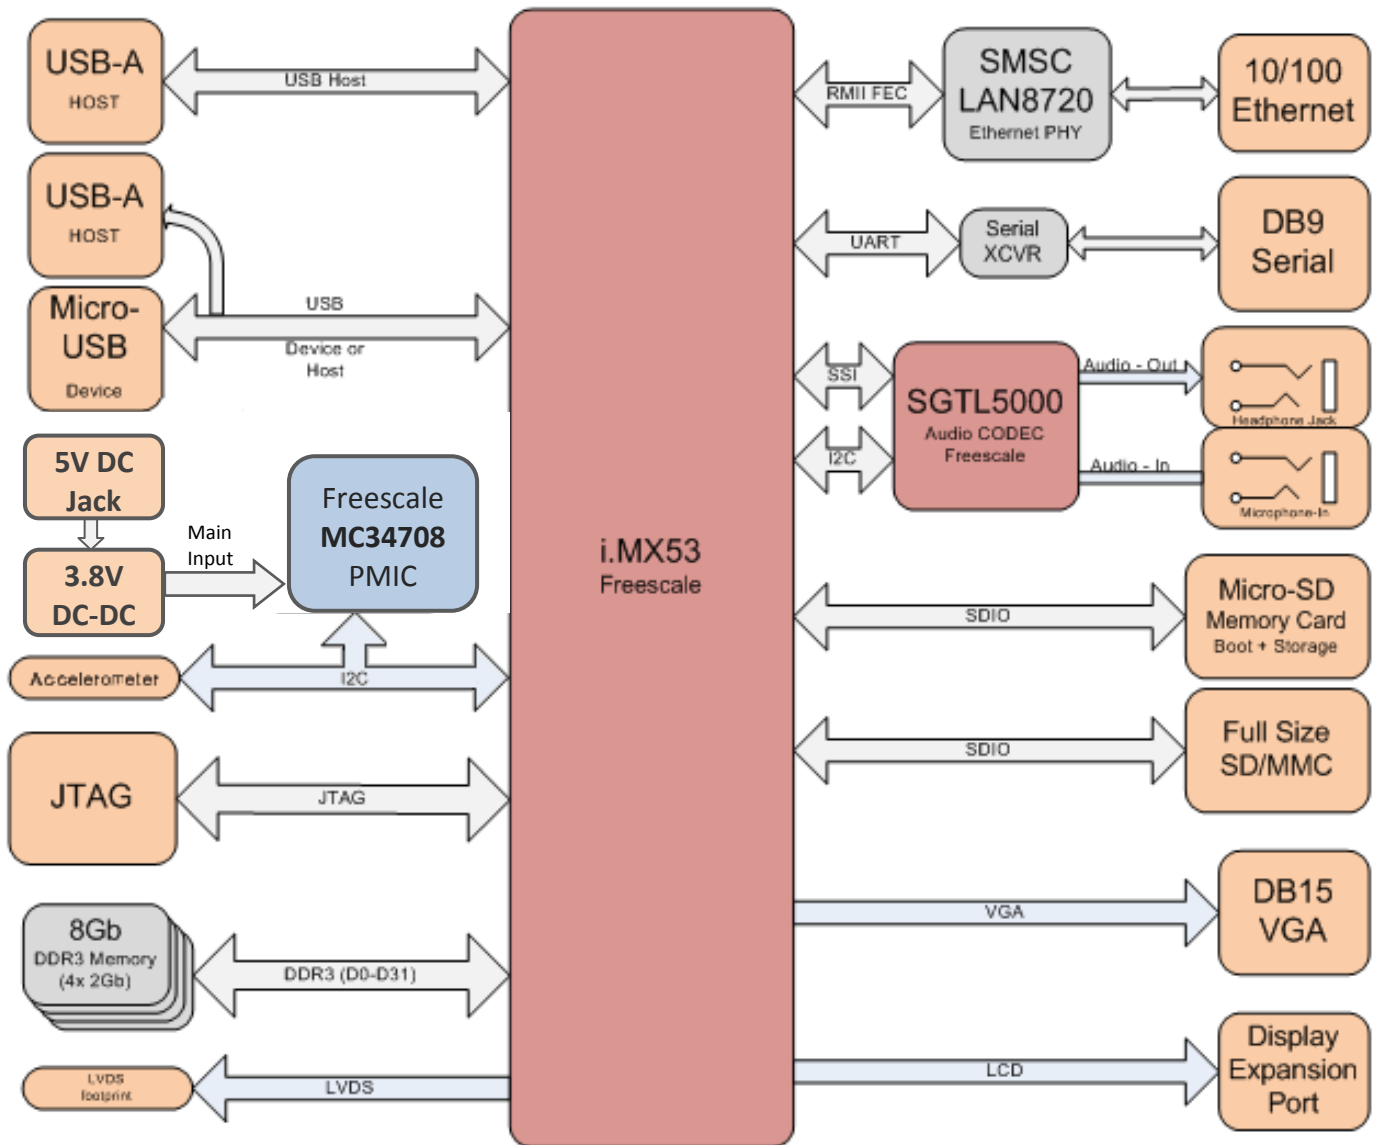 USB-A
HOST
USB Host
USB-A
HOST
Micro-
USB
Device
USB
Device or
Host
5V DC
Jack
3.8V
DC-DC
Main
Input
Freescale
MC34708
PMIC
Accelerometer
I2C
JTAG
JTAG
8Gb
DDR3 Memory
(4x 2Gb)
DDR3 (D0-D31)
LVDS
footprint
LVDS
i.MX53
Freescale
RMII FEC
SMSC
LAN8720
Ethernet PHY
10/100
Ethernet
UART
Serial
XCVR
DB9
Serial
SSI
I2C
SGTL5000
Audio CODEC
Freescale
Audio - Out
Headphone Jack
Audio - In
Microphone-In
SDIO
Micro-SD
Memory Card
Boot + Storage
SDIO
Full Size
SD/MMC
VGA
DB15
VGA
LCD
Display
Expansion
Port